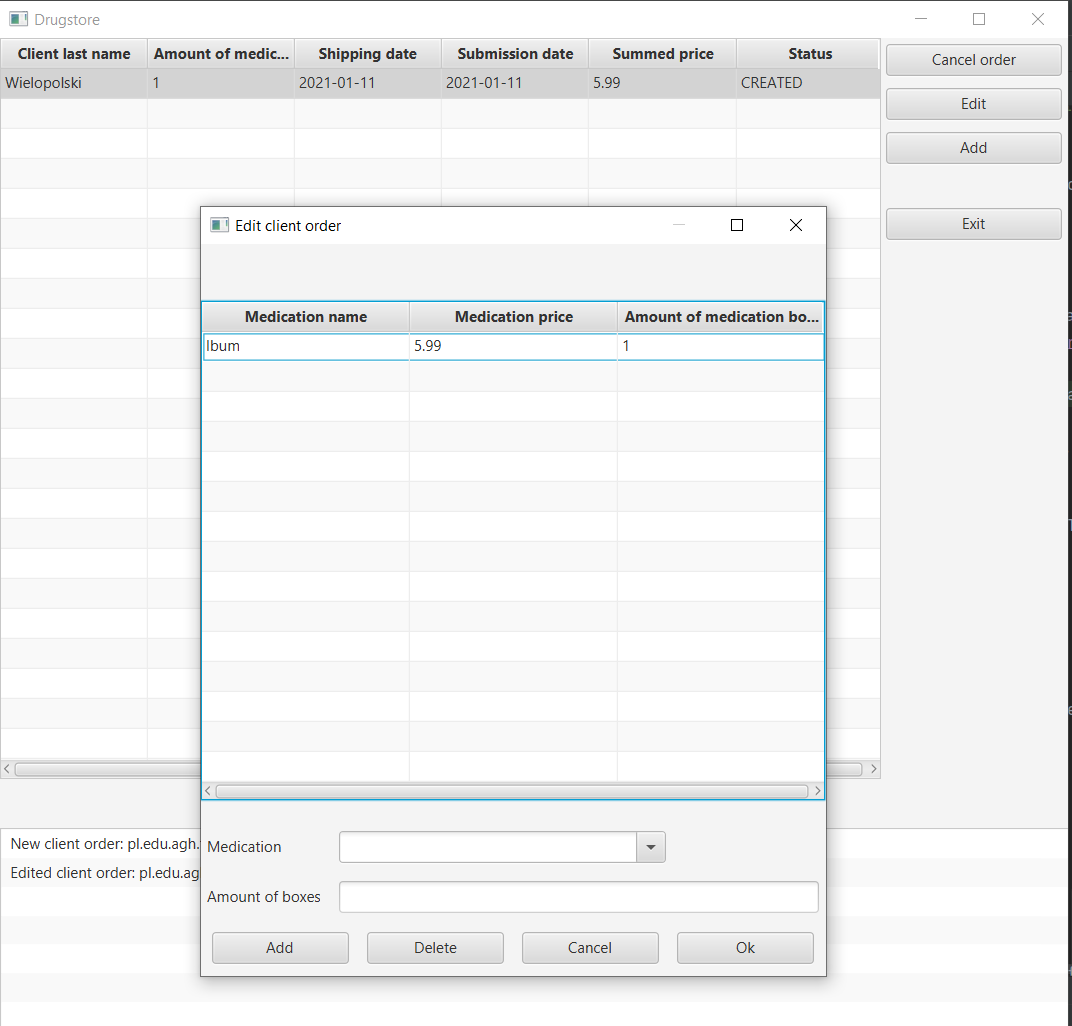 Drugstore
Client last name Amount of medic... Shipping date Submission date Summed price Status
Wielopolski 1 2021-01-11 2021-01-11 5.99 CREATED
Cancel order
Edit
Add
Exit
Edit client order
Medication name Medication price Amount of medication bo...
Ibum 5.99 1
Medication
Amount of boxes
Add Delete Cancel Ok
New client order: pl.edu.agh.
Edited client order: pl.edu.ag